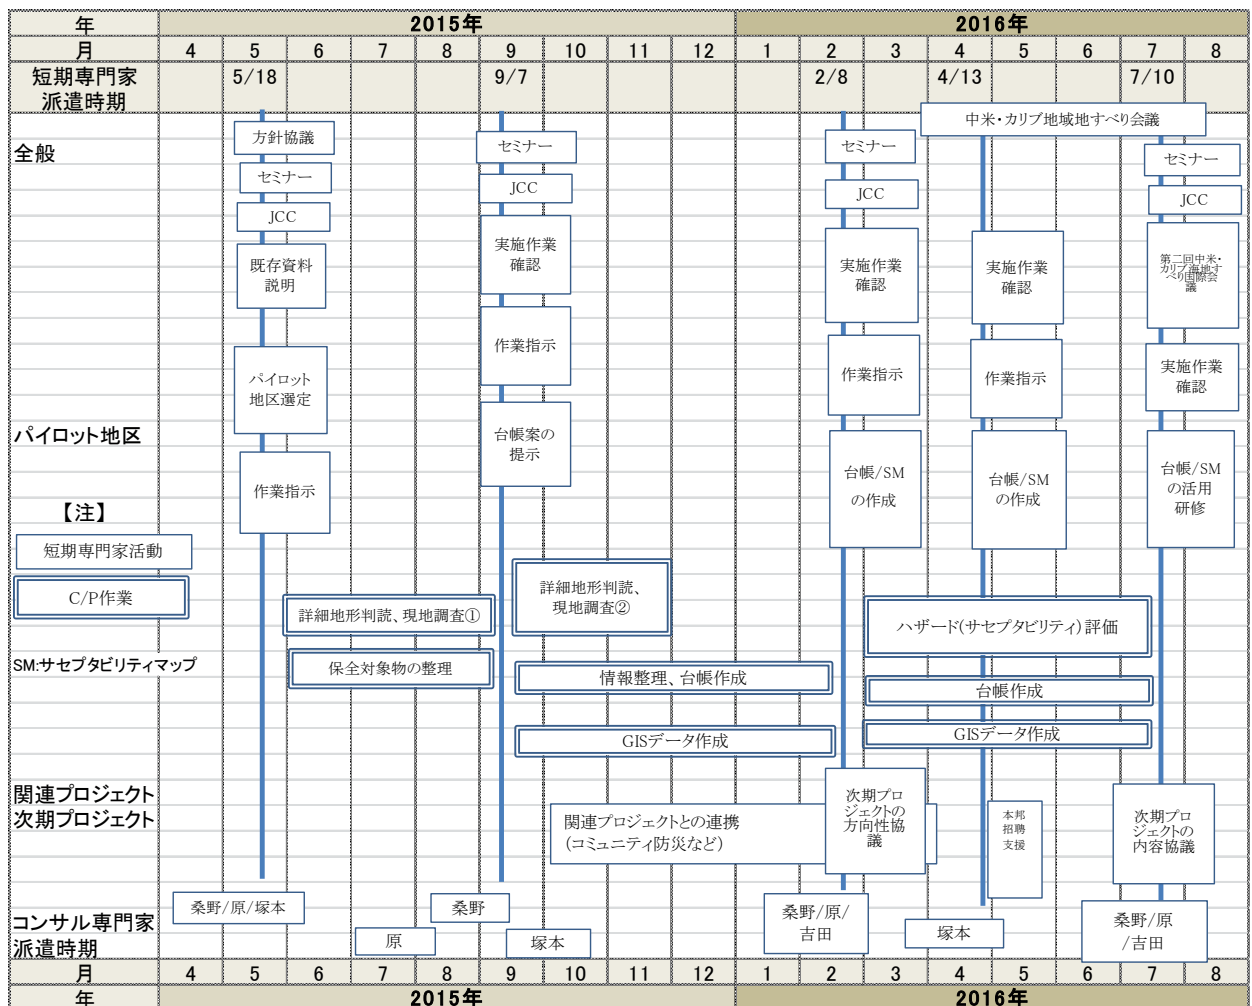 年 2015年 2016年
月 4 5 6 7 8 9 10 11 12 1 2 3 4 5 6 7 8
短期専門家
派遣時期
5/18 9/7 2/8 4/13 7/10
中米・カリブ地域地すべり会議
全般
方針協議
セミナー
JCC
既存資料
説明
パイロット
地区選定
作業指示
セミナー
JCC
実施作業
確認
作業指示
台帳案の
提示
セミナー
JCC
実施作業
確認
作業指示
台帳/SM
の作成
実施作業
確認
作業指示
台帳/SM
の作成
セミナー
JCC
第二回中米・
カリブ海地す
べり国際会
議
実施作業
確認
台帳/SM
の活用
研修
パイロット地区
【注】
短期専門家活動
C/P作業
SM:サセプタビリティマップ
詳細地形判読、現地調査①
保全対象物の整理
詳細地形判読、
現地調査②
情報整理、台帳作成
GISデータ作成
ハザード(サセプタビリティ)評価
台帳作成
GISデータ作成
関連プロジェクト
次期プロジェクト
関連プロジェクトとの連携
(コミュニティ防災など)
次期プロ
ジェクトの
方向性協
議
本邦
招聘
支援
次期プロ
ジェクトの
内容協議
コンサル専門家
派遣時期
桑野/原/塚本
原
桑野
塚本
桑野/原/
吉田
塚本
桑野/原
/吉田
月 4 5 6 7 8 9 10 11 12 1 2 3 4 5 6 7 8
年 2015年 2016年